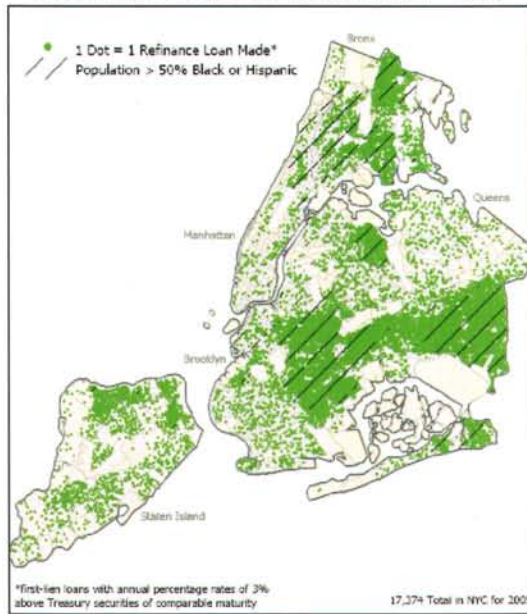 1 Dot = 1 Refinance Loan Made*
Population > 50% Black or Hispanic
Bronx
Queens
Manhattan
Brooklyn
Staten Island
*first-lien loans with annual percentage rates of 3%
above Treasury securities of comparable maturity
17,374 Total in NYC for